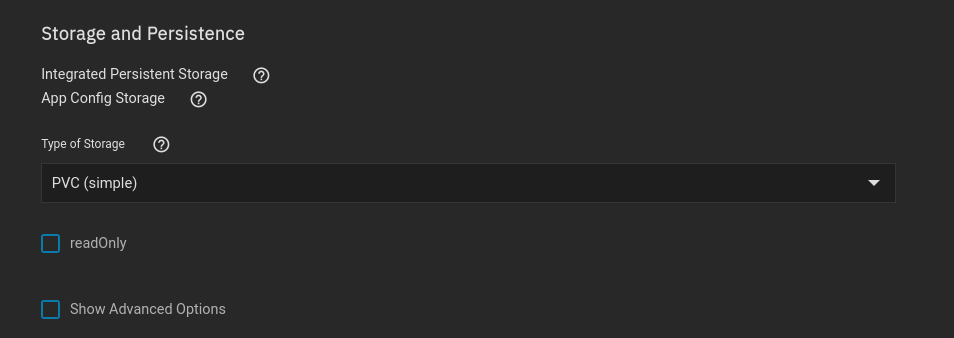 Storage and Persistence
Integrated Persistent Storage
App Config Storage
Type of Storage
PVC (simple)
readOnly
Show Advanced Options